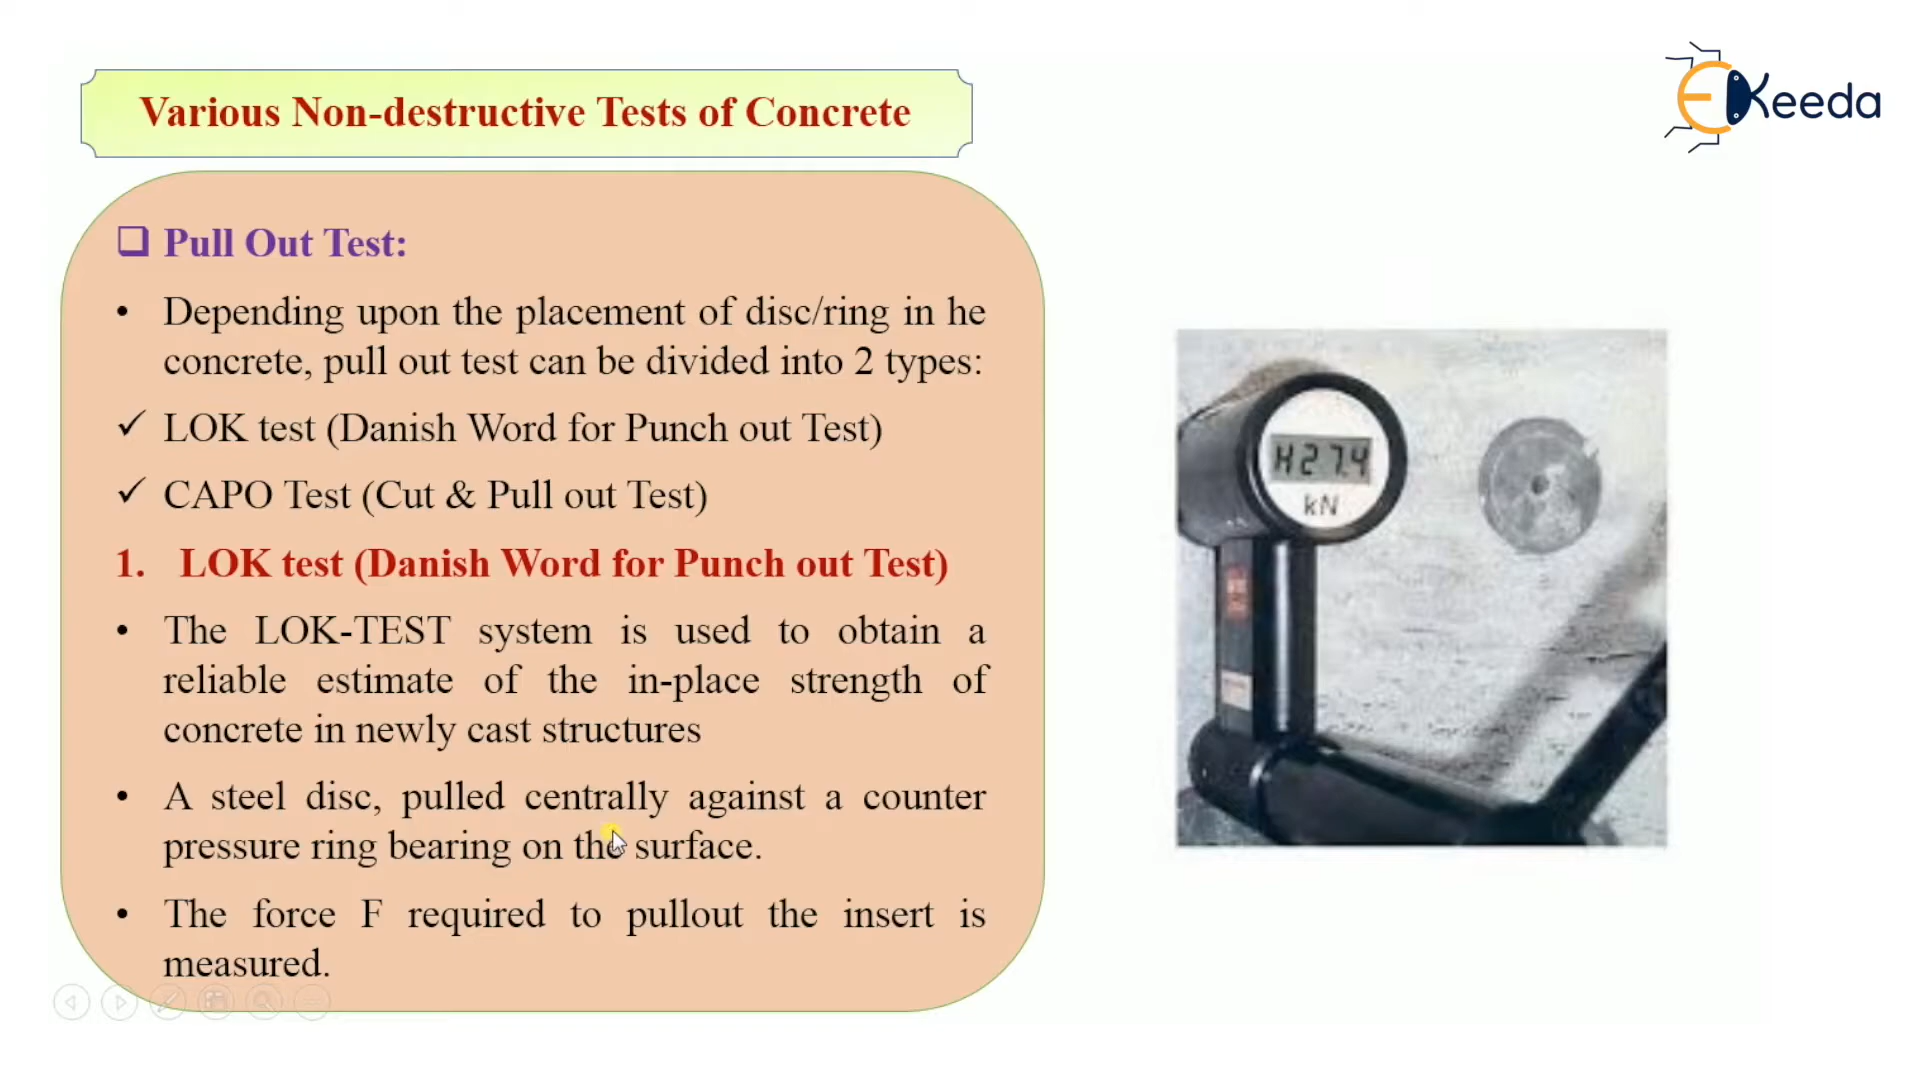 Various Non-destructive Tests of Concrete
EKeeda
❑ Pull Out Test:
• Depending upon the placement of disc/ring in he
concrete, pull out test can be divided into 2 types:
✓ LOK test (Danish Word for Punch out Test)
✓ CAPO Test (Cut & Pull out Test)
1. LOK test (Danish Word for Punch out Test)
• The LOK-TEST system is used to obtain a
reliable estimate of the in-place strength of
concrete in newly cast structures
• A steel disc, pulled centrally against a counter
pressure ring bearing on the surface.
• The force F required to pullout the insert is
measured.
H27.4
kN